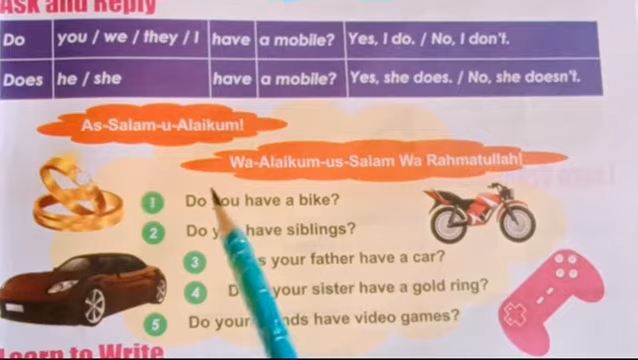 Ask and Reply
Do you / we / they / I have a mobile? Yes, I do. / No, I don't.
Does he / she have a mobile? Yes, she does. / No, she doesn't.
As-Salam-u-Alaikum!
Wa-Alaikum-us-Salam Wa Rahmatullah!
1 Do you have a bike?
2 Do have siblings?
3 your father have a car?
4 your sister have a gold ring?
5 Do your have video games?
Learn to Write